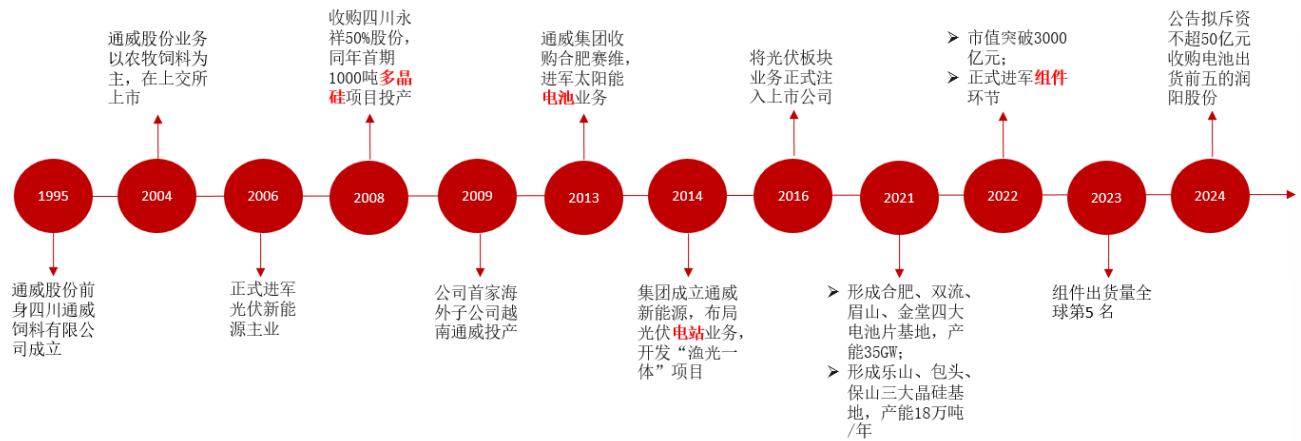 通威股份业务
以农牧饲料为
主，在上交所
上市
收购四川永
祥50%股份，
同年首期
1000吨多晶
硅项目投产
通威集团收
购合肥赛维，
进军太阳能
电池业务
将光伏板块
业务正式注
入上市公司
➢ 市值突破3000
亿元；
➢ 正式进军组件
环节
公告拟斥资
不超50亿元
收购电池出
货前五的润
阳股份
1995
2004
2006
2008
2009
2013
2014
2016
2021
2022
2023
2024
通威股份前
身四川通威
饲料有限公
司成立
正式进军
光伏新能
源主业
公司首家海
外子公司越
南通威投产
集团成立通威
新能源，布局
光伏电站业务，
开发“渔光一
体”项目
➢ 形成合肥、双流、
眉山、金堂四大
电池片基地，产
能35GW；
➢ 形成乐山、包头、
保山三大晶硅基
地，产能18万吨
/年
组件出货量全
球第5 名